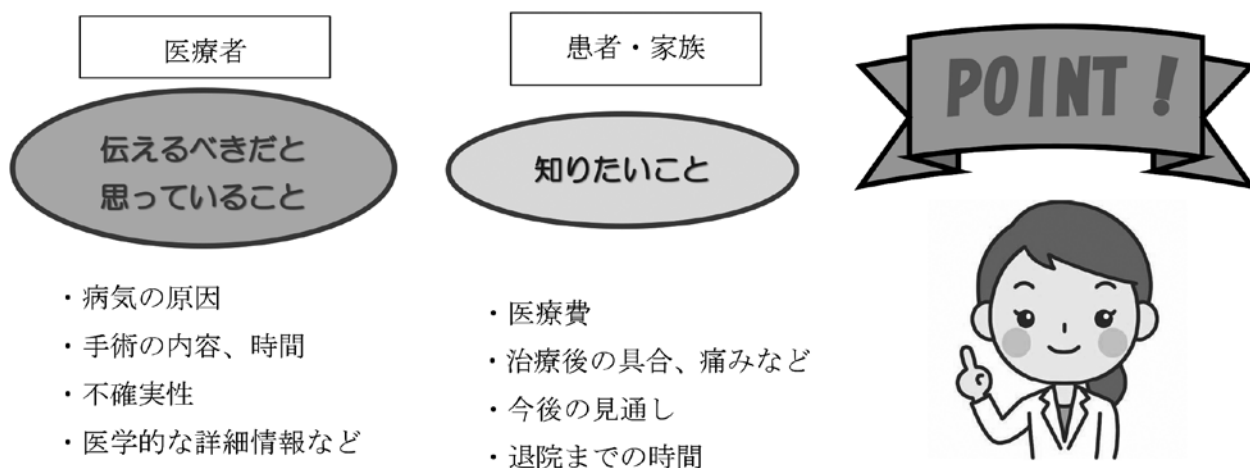 医療者
伝えるべきだと
思っていること
・病気の原因
・手術の内容、時間
・不確実性
・医学的な詳細情報など
患者・家族
知りたいこと
・医療費
・治療後の具合、痛みなど
・今後の見通し
・退院までの時間
POINT！